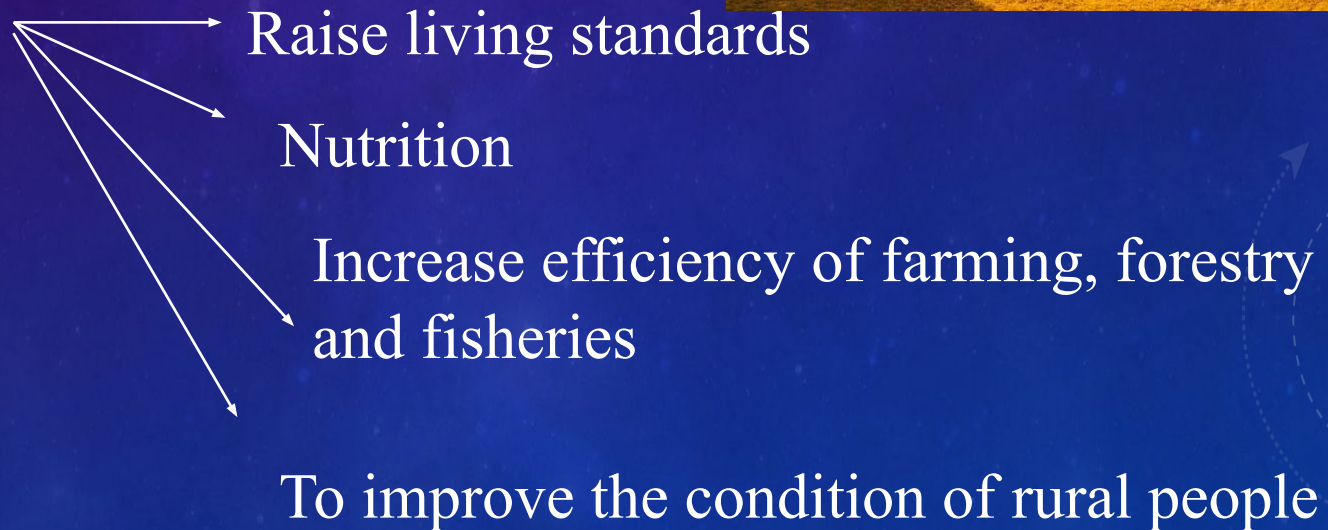 Raise living standards
Nutrition
Increase efficiency of farming, forestry
and fisheries
To improve the condition of rural people